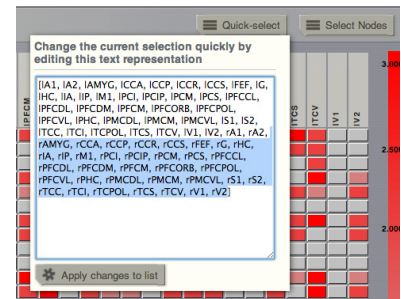 Quick-select
Select Nodes
Change the current selection quickly by
editing this text representation
[lA1, lA2, lAMYG, lCCA, lCCP, lCCR, lCCS, lFEF, lG,
lHC, lIA, lIP, lM1, lPCI, lPCIP, lPCM, lPCS, lPFCCL,
lPFCDL, lPFCDM, lPFCM, lPFCORB, lPFCPOL,
lPFCVL, lPHC, lPMCDL, lPMCM, lPMCVL, lS1, lS2,
lTCC, lTCI, lTCPOL, lTCS, lTCV, lV1, lV2, rA1, rA2,
rAMYG, rCCA, rCCP, rCCR, rCCS, rFEF, rG, rHC,
rIA, rIP, rM1, rPCI, rPCIP, rPCM, rPCS, rPFCCL,
rPFCDL, rPFCDM, rPFCM, rPFCORB, rPFCPOL,
rPFCVL, rPHC, rPMCDL, rPMCM, rPMCVL, rS1, rS2,
rTCC, rTCI, rTCPOL, rTCS, rTCV, rV1, rV2]
Apply changes to list
lPFCM
lTCS
lTCV
lV1
lV2
3.000
2.500
2.000